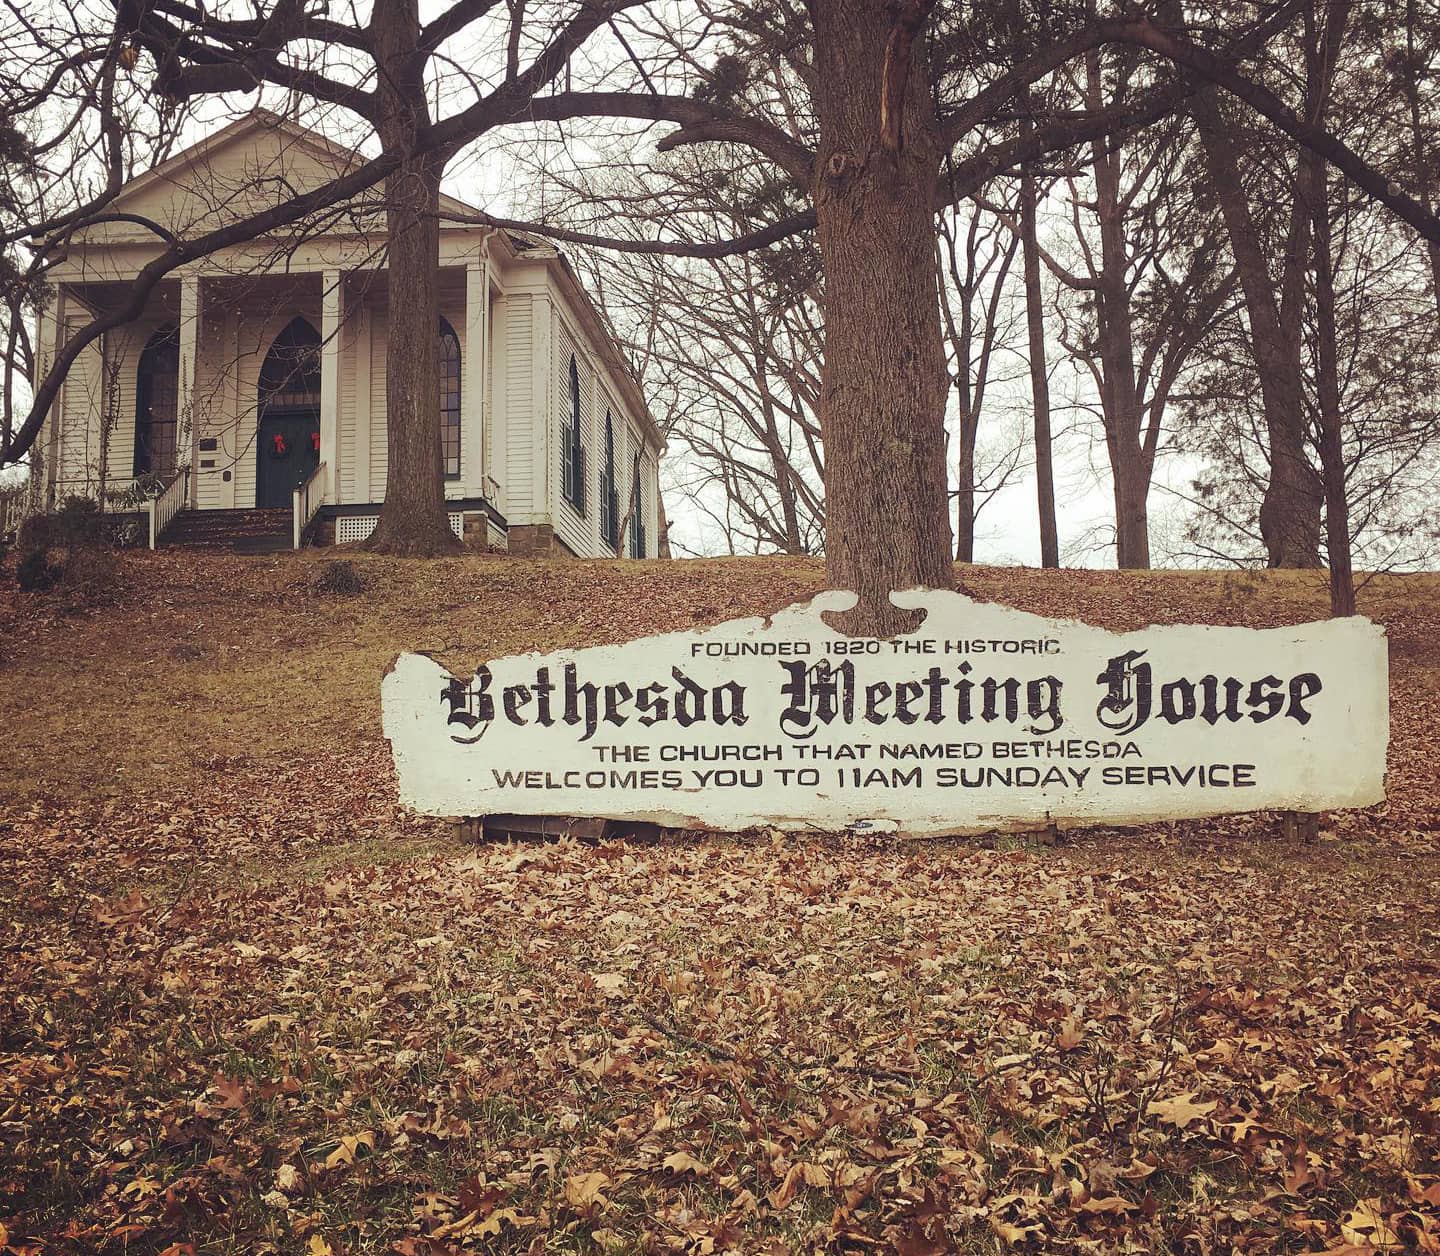 FOUNDED 1820 THE HISTORIC
Bethesda Meeting House
THE CHURCH THAT NAMED BETHESDA
WELCOMES YOU TO 11AM SUNDAY SERVICE